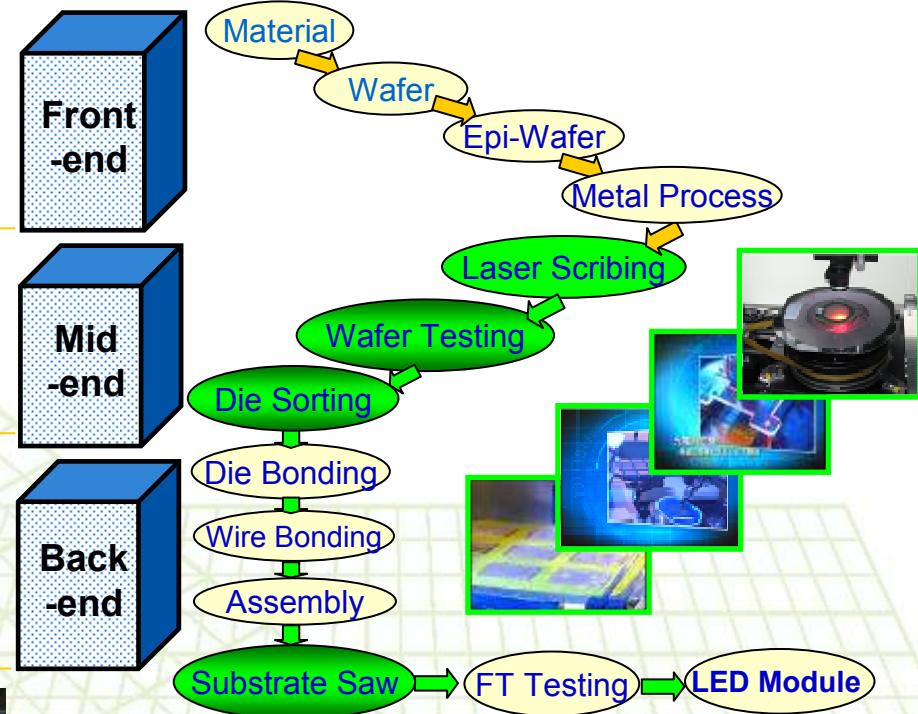 Material
Wafer
Front
-end
Epi-Wafer
Metal Process
Laser Scribing
Mid
-end
Wafer Testing
Die Sorting
Die Bonding
Wire Bonding
Back
-end
Assembly
Substrate Saw
FT Testing
LED Module